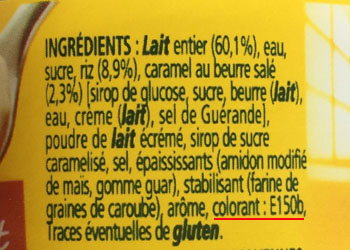 INGRÉDIENTS : Lait entier (60,1%), eau,
sucre, riz (8,9%), caramel au beurre salé
(2,3%) [sirop de glucose, sucre, beurre (lait),
eau, crème (lait), sel de Guérande],
poudre de lait écrémé, sirop de sucre
caramélisé, sel, épaississants (amidon modifié
de maïs, gomme guar), stabilisant (farine de
graines de caroube), arôme, colorant : E150b,
Traces éventuelles de gluten.